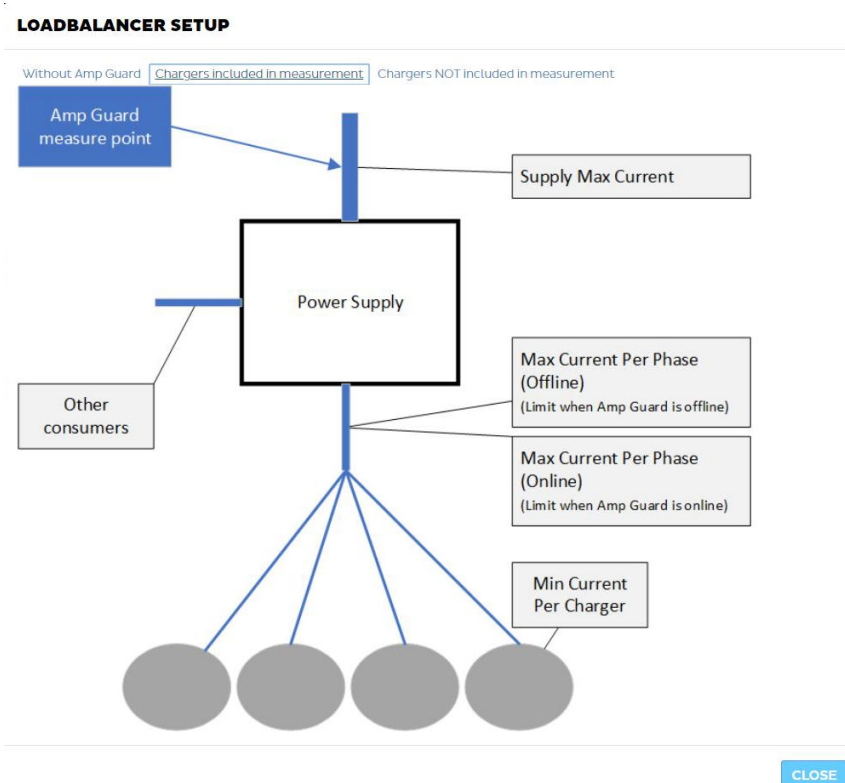 LOADBALANCER SETUP
Without Amp Guard Chargers included in measurement Chargers NOT included in measurement
Amp Guard
measure point
Supply Max Current
Power Supply
Other
consumers
Max Current Per Phase
(Offline)
(Limit when Amp Guard is offline)
Max Current Per Phase
(Online)
(Limit when Amp Guard is online)
Min Current
Per Charger
CLOSE